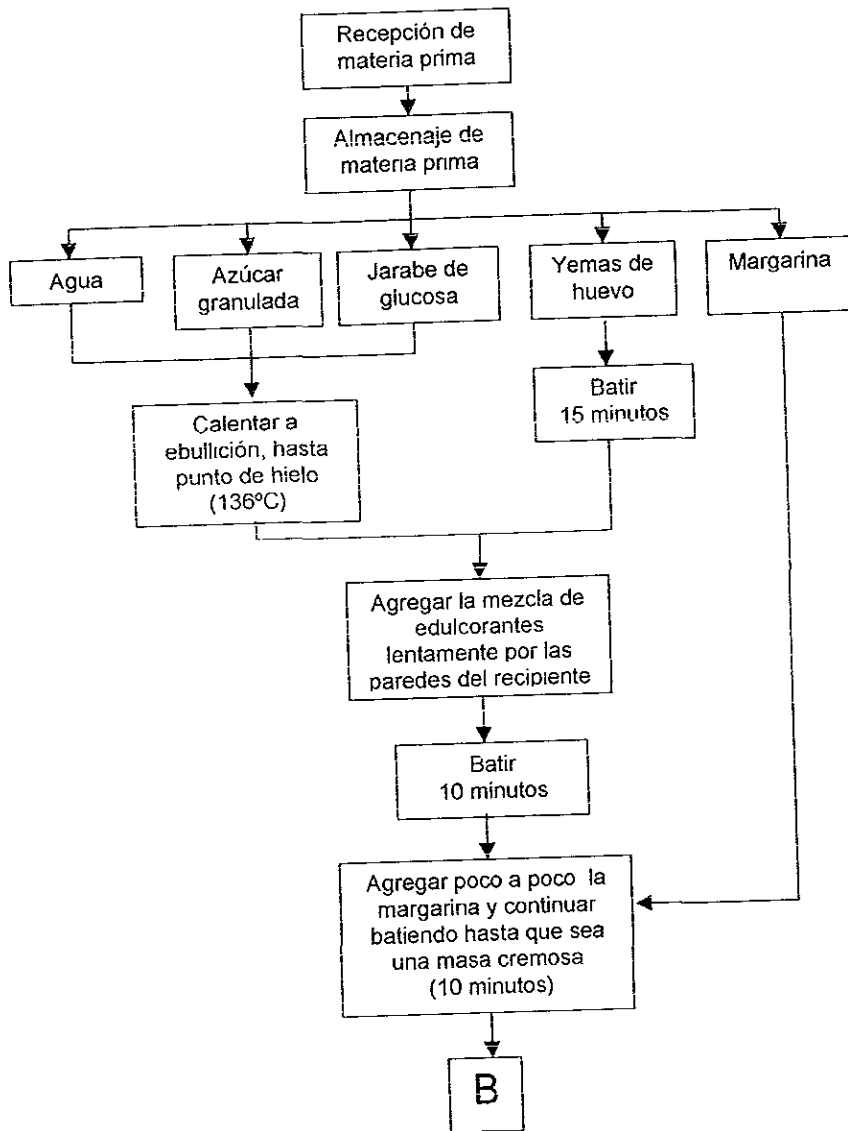 Recepción de
materia prima
Almacenaje de
materia prima
Agua
Azúcar
granulada
Jarabe de
glucosa
Yemas de
huevo
Margarina
Calentar a
ebullición, hasta
punto de hielo
(136ºC)
Batir
15 minutos
Agregar la mezcla de
edulcorantes
lentamente por las
paredes del recipiente
Batir
10 minutos
Agregar poco a poco la
margarina y continuar
batiendo hasta que sea
una masa cremosa
(10 minutos)
B